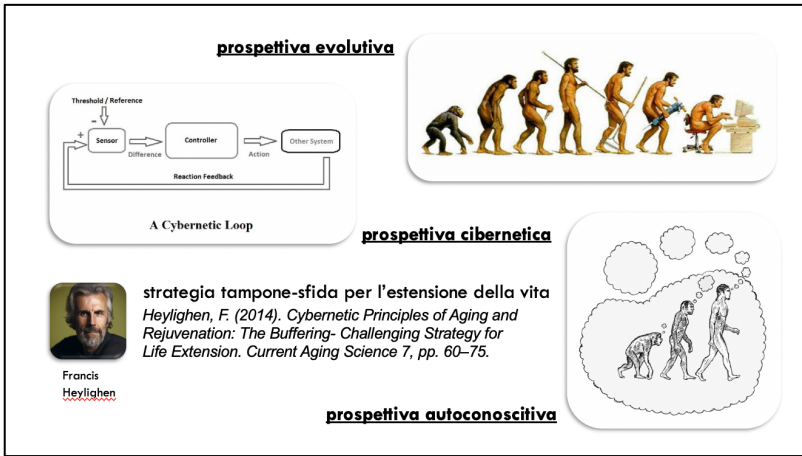 prospettiva evolutiva
Threshold / Reference
-
+
Sensor
Difference
Controller
Action
Other System
Reaction Feedback
A Cybernetic Loop
prospettiva cibernetica
strategia tampone-sfida per l'estensione della vita
Heylighen, F. (2014). Cybernetic Principles of Aging and
Rejuvenation: The Buffering- Challenging Strategy for
Life Extension. Current Aging Science 7, pp. 60–75.
Francis
Heylighen
prospettiva autoconoscitiva